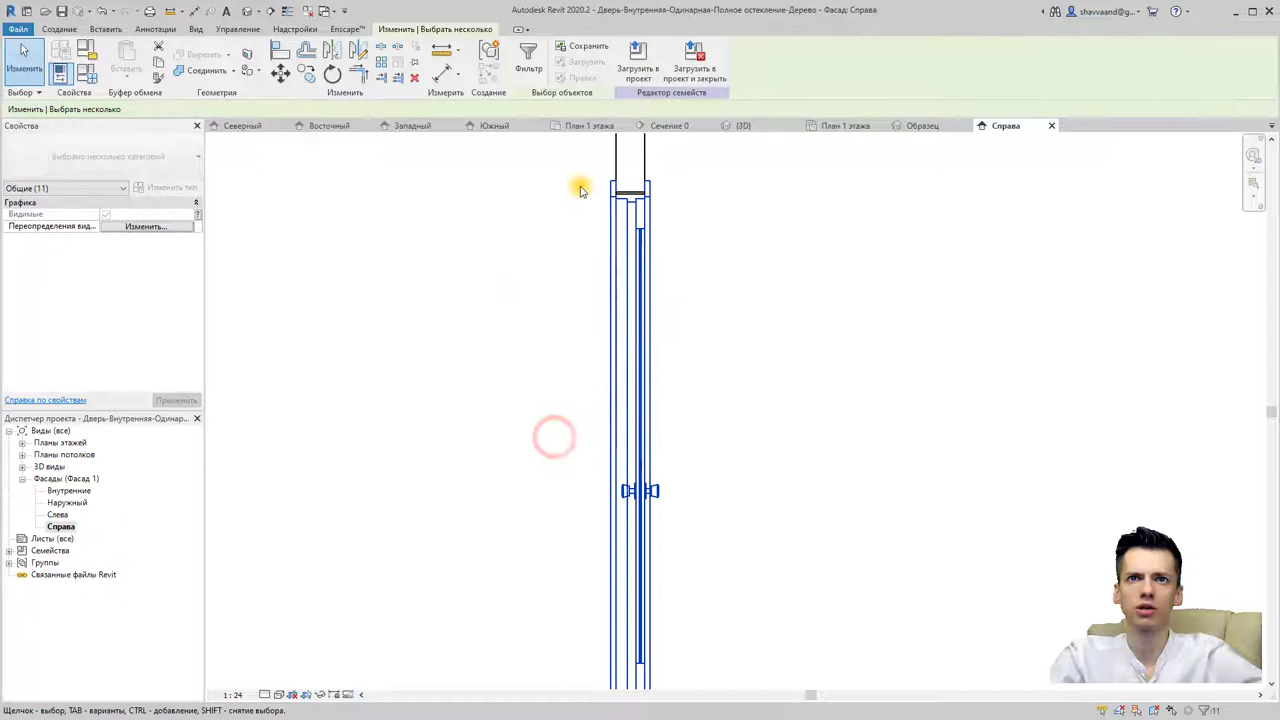 Autodesk Revit 2020.2 - Дверь-Внутренняя-Одинарная-Полное остекление-Дерево - Фасад: Справа
shavvaand@g...
Файл Создание Вставить Аннотации Вид Управление Надстройки Enscape™ Изменить | Выбрать несколько
Изменить Вставить Вырезать Соединить Фильтр Сохранить Загрузить Правка Загрузить в проект Загрузить в проект и закрыть
Выбор Свойства Буфер обмена Геометрия Изменить Измерить Создание Выбор объектов Редактор семейств
Изменить | Выбрать несколько
Свойства
Северный Восточный Западный Южный План 1 этажа Сечение 0 {3D} План 1 этажа Образец Справа
Выбрано несколько категорий
Общие (11) Изменить тип
Графика
Видимые
Переопределения вид... Изменить...
Справка по свойствам Применить
Диспетчер проекта - Дверь-Внутренняя-Одинар...
Виды (все)
Планы этажей
Планы потолков
3D виды
Фасады (Фасад 1)
Внутренние
Наружный
Слева
Справа
Листы (все)
Семейства
Группы
Связанные файлы Revit
1 : 24
Щелчок - выбор, TAB - варианты, CTRL - добавление, SHIFT - снятие выбора.
:11